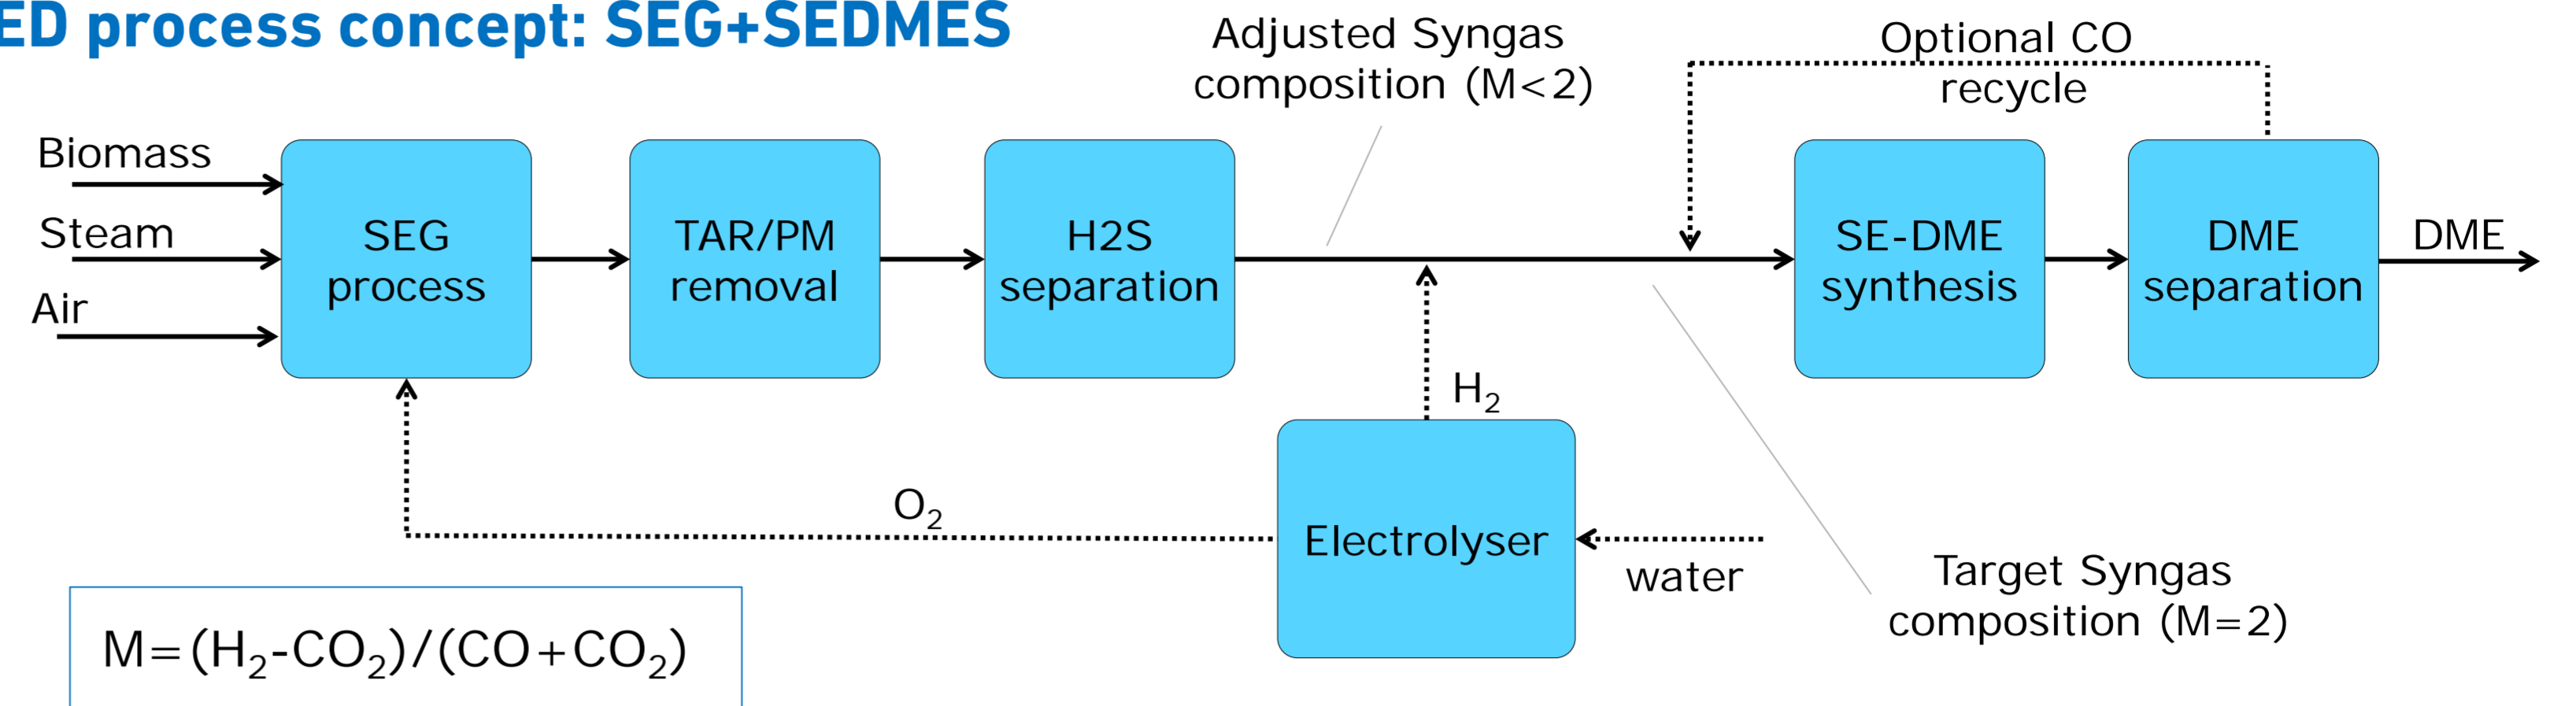 ED process concept: SEG+SEDMES
Adjusted Syngas
composition (M<2)
Optional CO
recycle
Biomass
Steam
Air
SEG
process
TAR/PM
removal
H2S
separation
SE-DME
synthesis
DME
separation
DME
H₂
O₂
Electrolyser
water
Target Syngas
composition (M=2)
M=(H₂-CO₂)/(CO+CO₂)